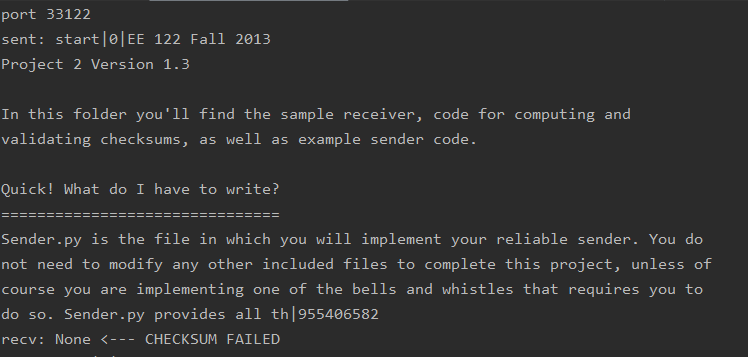 port 33122
sent: start|0|EE 122 Fall 2013
Project 2 Version 1.3
In this folder you'll find the sample receiver, code for computing and
validating checksums, as well as example sender code.
Quick! What do I have to write?
===============================
Sender.py is the file in which you will implement your reliable sender. You do
not need to modify any other included files to complete this project, unless of
course you are implementing one of the bells and whistles that requires you to
do so. Sender.py provides all th|955406582
recv: None <--- CHECKSUM FAILED